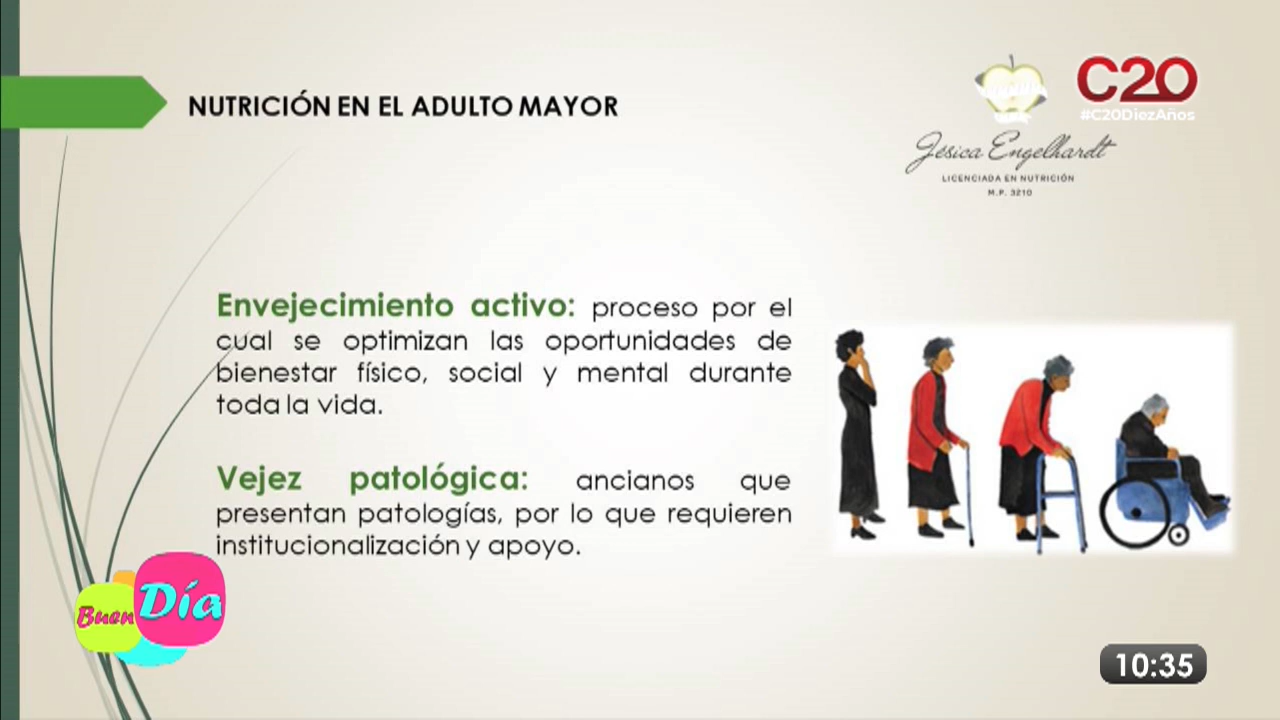 NUTRICIÓN EN EL ADULTO MAYOR
C20
#C20DiezAños
Jesica Engelhardt
LICENCIADA EN NUTRICIÓN
M.P. 3210
Envejecimiento activo: proceso por el
cual se optimizan las oportunidades de
bienestar físico, social y mental durante
toda la vida.
Vejez patológica: ancianos que
presentan patologías, por lo que requieren
institucionalización y apoyo.
Buen Día
10:35